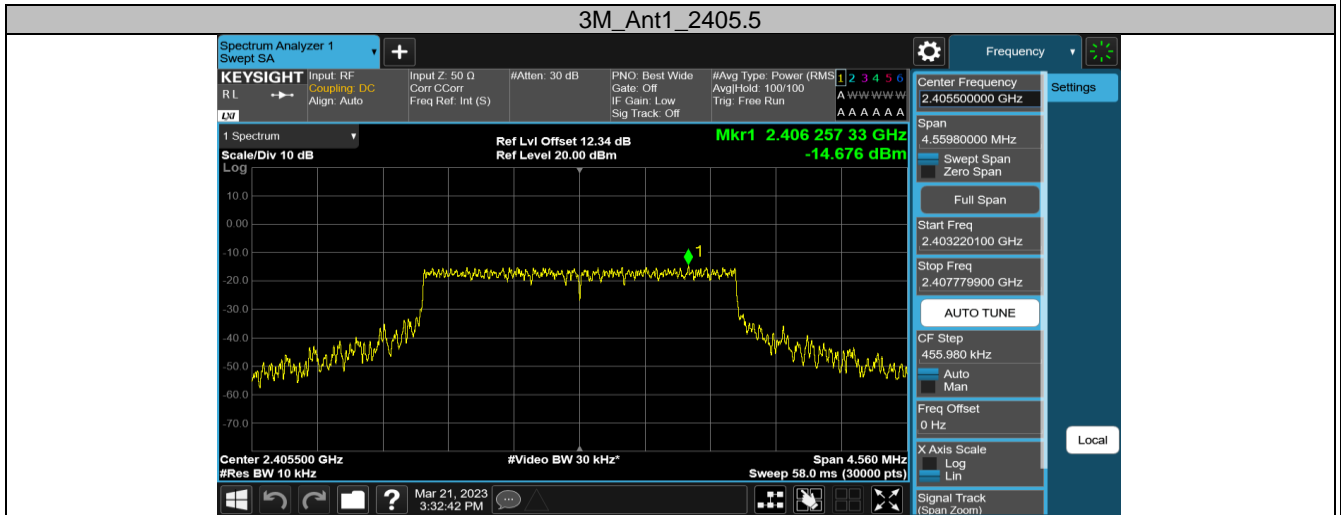 3M_Ant1_2405.5
Spectrum Analyzer 1
Swept SA
Frequency
KEYSIGHT
R L
LXI
Input: RF
Coupling: DC
Align: Auto
Input Z: 50 Ω
Corr CCorr
Freq Ref: Int (S)
#Atten: 30 dB
PNO: Best Wide
Gate: Off
IF Gain: Low
Sig Track: Off
#Avg Type: Power (RMS
Avg|Hold: 100/100
Trig: Free Run
1 2 3 4 5 6
A W W W W W
A A A A A A
1 Spectrum
Scale/Div 10 dB
Log
Ref Lvl Offset 12.34 dB
Ref Level 20.00 dBm
Mkr1 2.406 257 33 GHz
-14.676 dBm
10.0
0.00
-10.0
-20.0
-30.0
-40.0
-50.0
-60.0
-70.0
1
Center 2.405500 GHz
#Res BW 10 kHz
#Video BW 30 kHz*
Span 4.560 MHz
Sweep 58.0 ms (30000 pts)
Center Frequency
2.405500000 GHz
Settings
Span
4.55980000 MHz
Swept Span
Zero Span
Full Span
Start Freq
2.403220100 GHz
Stop Freq
2.407779900 GHz
AUTO TUNE
CF Step
455.980 kHz
Auto
Man
Freq Offset
0 Hz
X Axis Scale
Log
Lin
Local
Signal Track
(Span Zoom)
?
Mar 21, 2023
3:32:42 PM